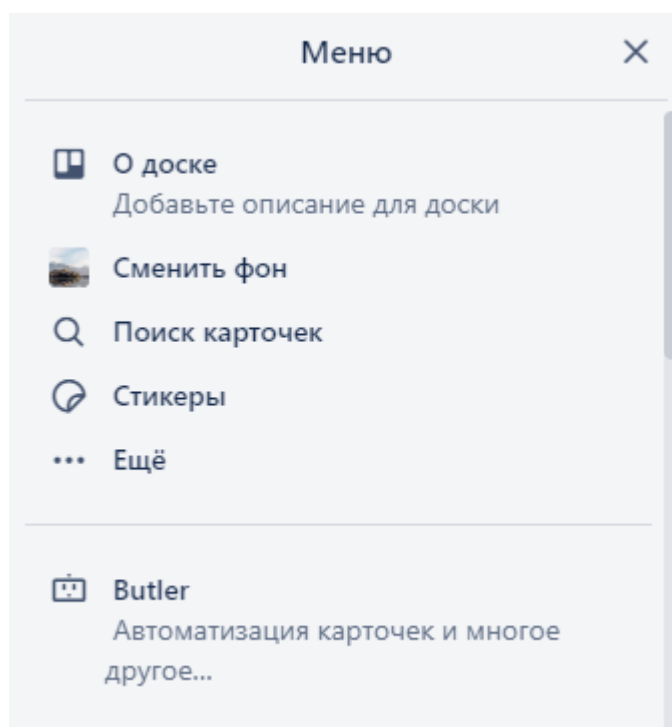 Меню
О доске
Добавьте описание для доски
Сменить фон
Поиск карточек
Стикеры
Ещё
Butler
Автоматизация карточек и многое
другое...